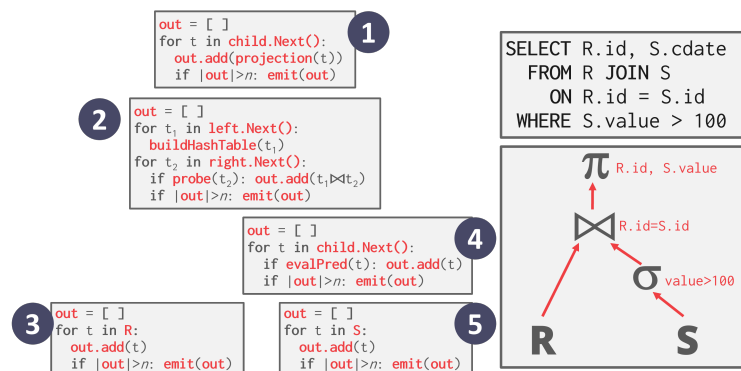 1
out = [ ]
for t in child.Next():
out.add(projection(t))
if |out|>n: emit(out)
2
out = [ ]
for t₁ in left.Next():
buildHashTable(t₁)
for t₂ in right.Next():
if probe(t₂): out.add(t₁⋈t₂)
if |out|>n: emit(out)
4
out = [ ]
for t in child.Next():
if evalPred(t): out.add(t)
if |out|>n: emit(out)
3
out = [ ]
for t in R:
out.add(t)
if |out|>n: emit(out)
5
out = [ ]
for t in S:
out.add(t)
if |out|>n: emit(out)
SELECT R.id, S.cdate
FROM R JOIN S
ON R.id = S.id
WHERE S.value > 100
π R.id, S.value
⋈ R.id=S.id
σ value>100
R S